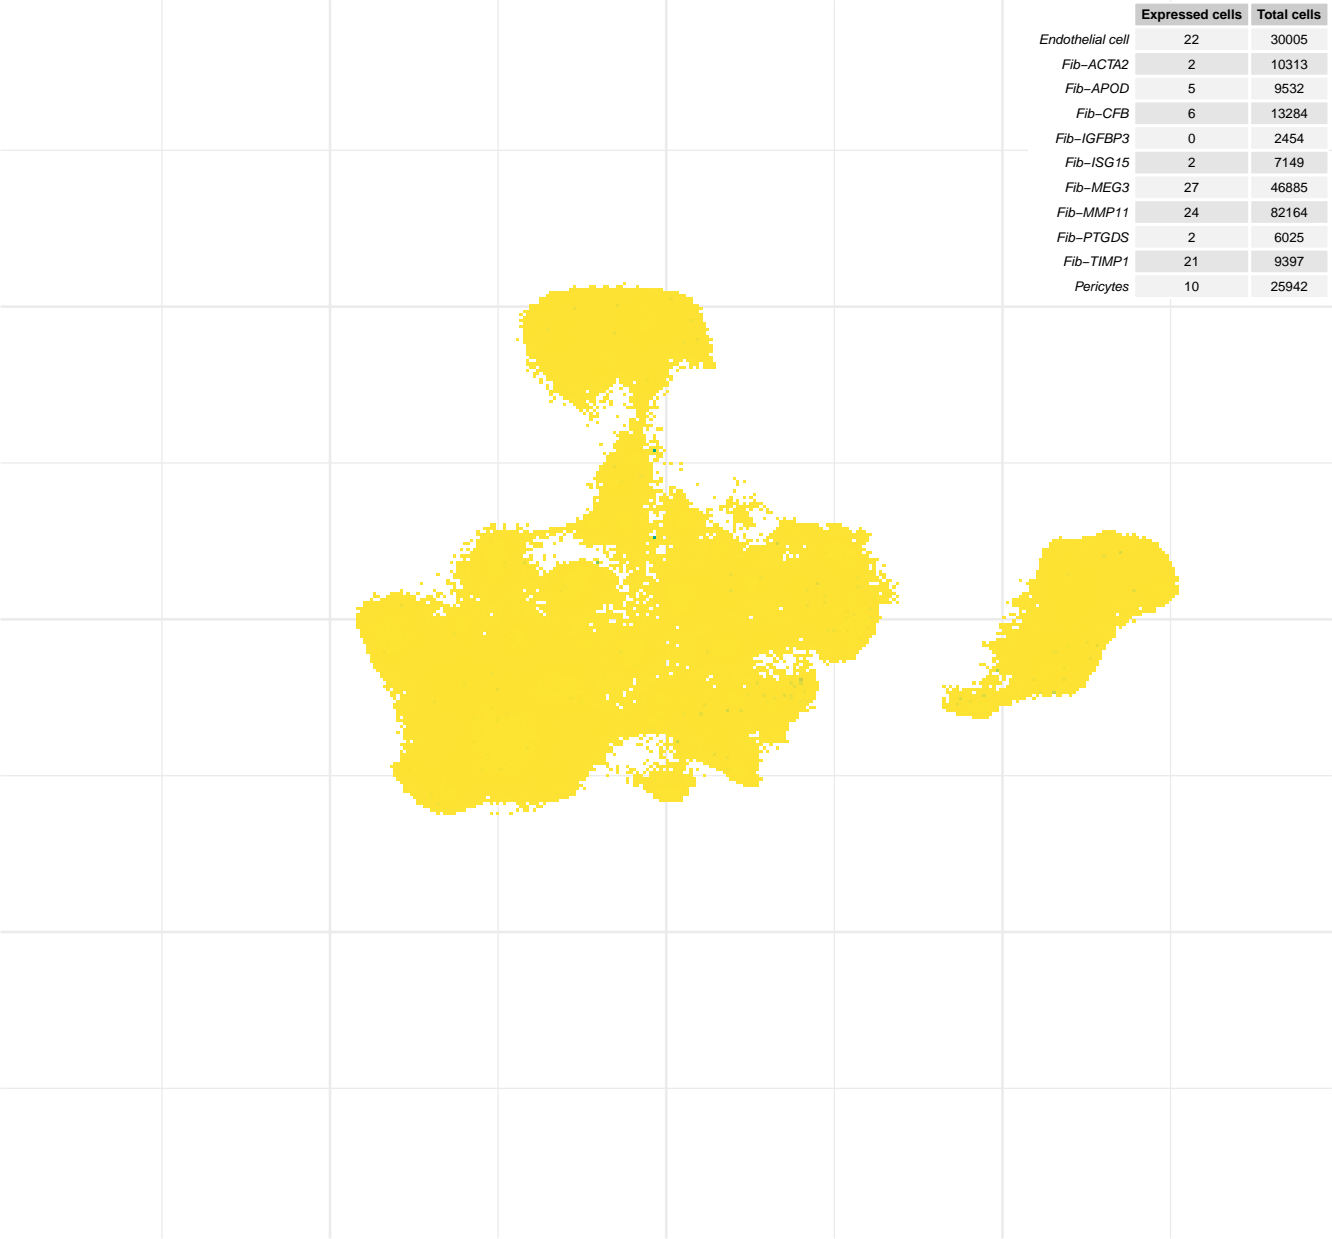 Expressed cells Total cells
Endothelial cell 22 30005
Fib−ACTA2 2 10313
Fib−APOD 5 9532
Fib−CFB 6 13284
Fib−IGFBP3 0 2454
Fib−ISG15 2 7149
Fib−MEG3 27 46885
Fib−MMP11 24 82164
Fib−PTGDS 2 6025
Fib−TIMP1 21 9397
Pericytes 10 25942